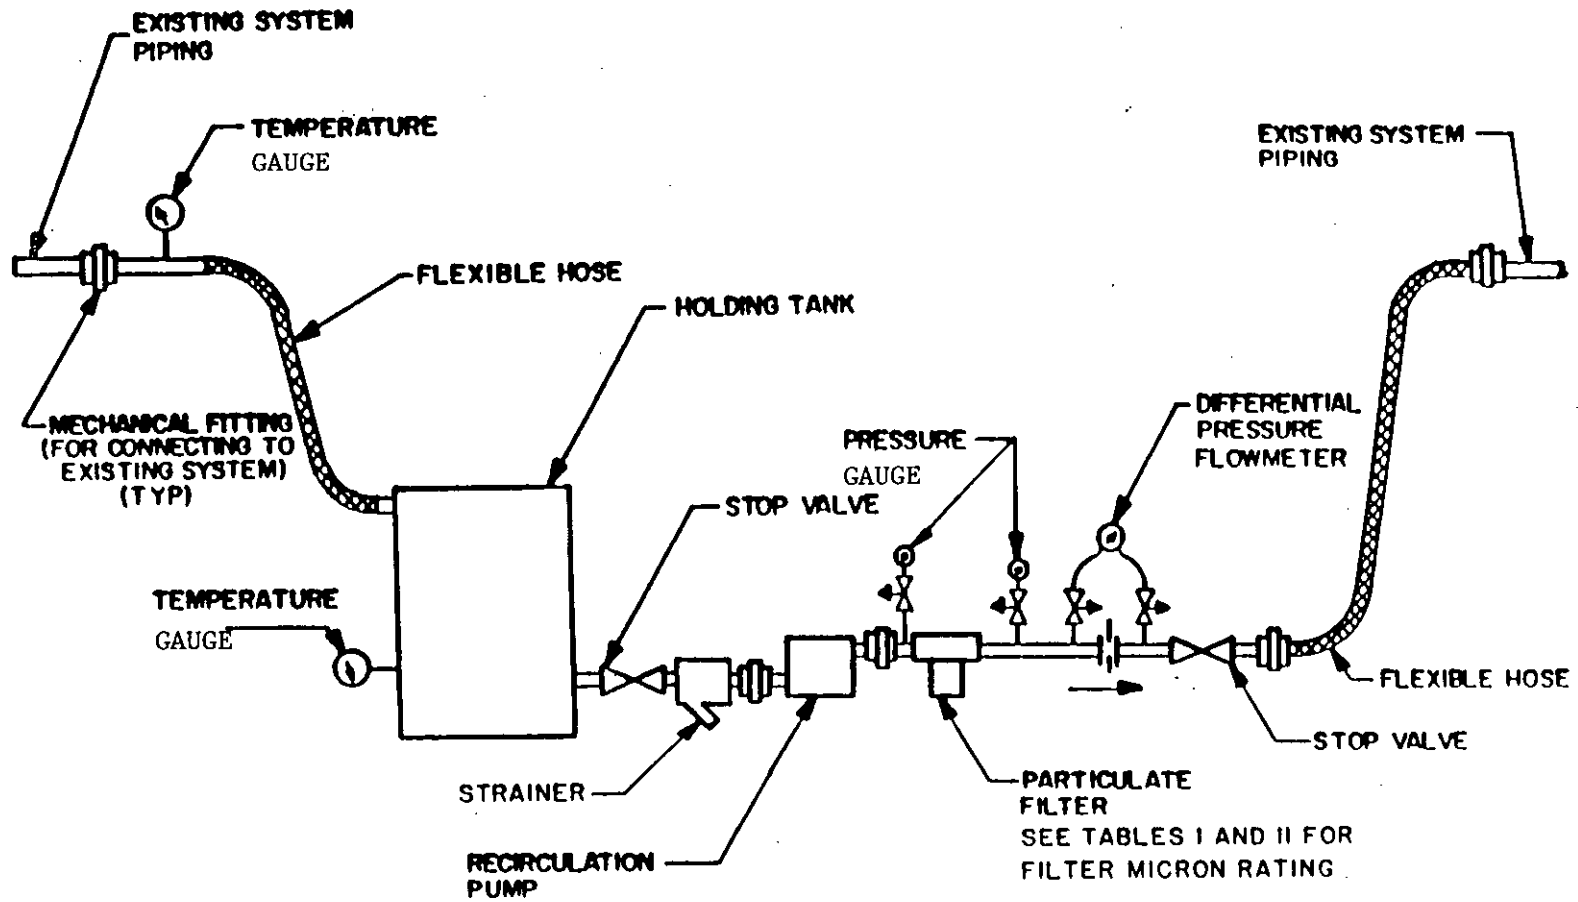 EXISTING SYSTEM
PIPING
TEMPERATURE
GAUGE
EXISTING SYSTEM
PIPING
FLEXIBLE HOSE
HOLDING TANK
MECHANICAL FITTING
(FOR CONNECTING TO
EXISTING SYSTEM)
(TYP)
DIFFERENTIAL
PRESSURE
FLOWMETER
PRESSURE
GAUGE
STOP VALVE
TEMPERATURE
GAUGE
FLEXIBLE HOSE
STOP VALVE
STRAINER
PARTICULATE
FILTER
SEE TABLES I AND II FOR
FILTER MICRON RATING
RECIRCULATION
PUMP